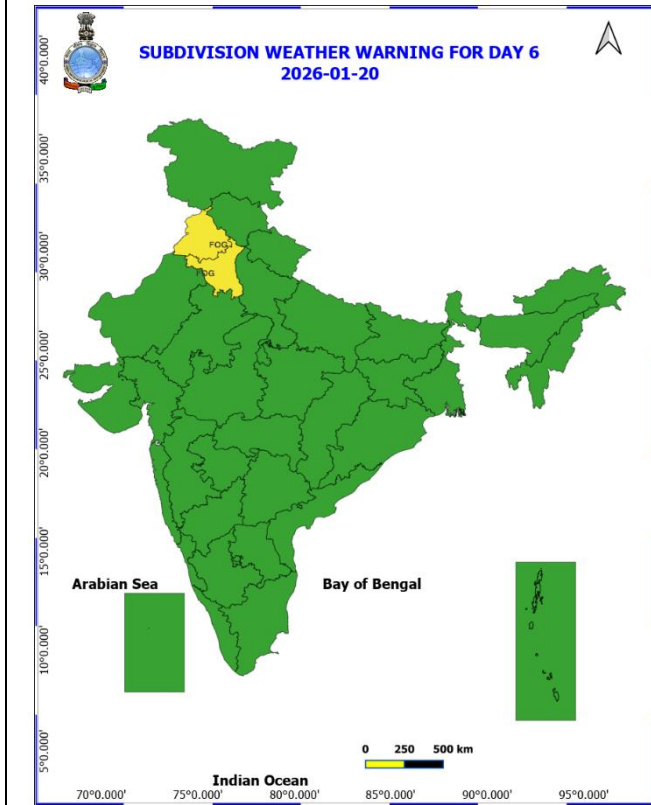 SUBDIVISION WEATHER WARNING FOR DAY 6
2026-01-20
40°0.000'
35°0.000'
30°0.000'
25°0.000'
20°0.000'
15°0.000'
10°0.000'
5°0.000'
FOG
FOG
Arabian Sea
Bay of Bengal
0 250 500 km
Indian Ocean
70°0.000' 75°0.000' 80°0.000' 85°0.000' 90°0.000' 95°0.000'